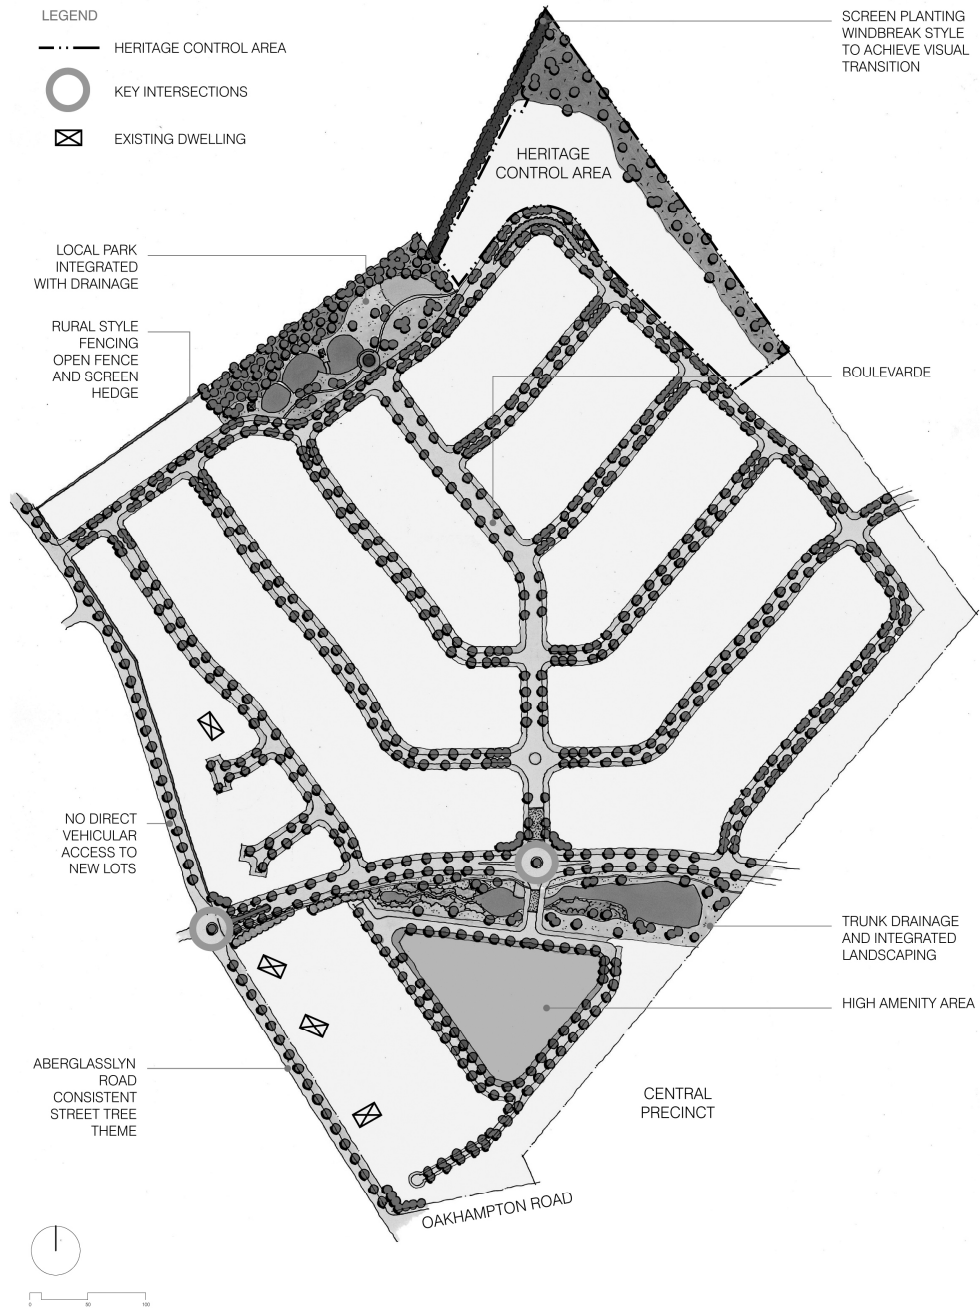 LEGEND
HERITAGE CONTROL AREA
KEY INTERSECTIONS
EXISTING DWELLING
SCREEN PLANTING
WINDBREAK STYLE
TO ACHIEVE VISUAL
TRANSITION
HERITAGE
CONTROL AREA
LOCAL PARK
INTEGRATED
WITH DRAINAGE
RURAL STYLE
FENCING
OPEN FENCE
AND SCREEN
HEDGE
BOULEVARDE
NO DIRECT
VEHICULAR
ACCESS TO
NEW LOTS
TRUNK DRAINAGE
AND INTEGRATED
LANDSCAPING
HIGH AMENITY AREA
ABERGLASSLYN
ROAD
CONSISTENT
STREET TREE
THEME
CENTRAL
PRECINCT
OAKHAMPTON ROAD
0 50 100